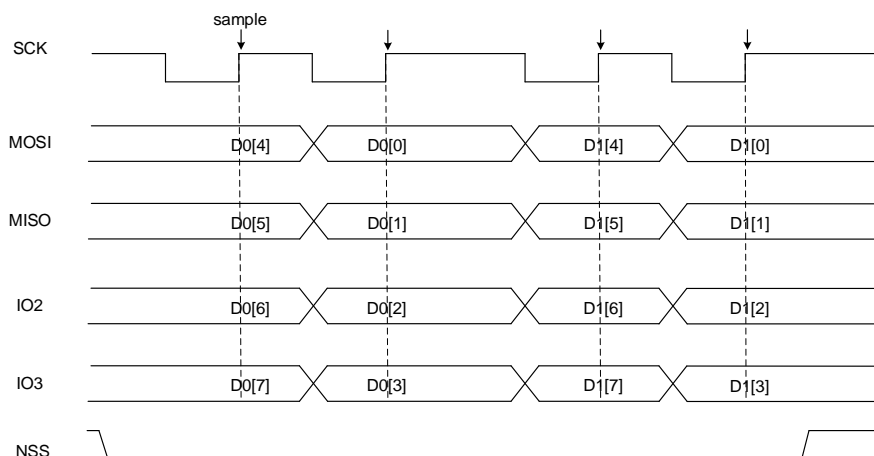 sample
SCK
MOSI D0[4] D0[0] D1[4] D1[0]
MISO D0[5] D0[1] D1[5] D1[1]
IO2 D0[6] D0[2] D1[6] D1[2]
IO3 D0[7] D0[3] D1[7] D1[3]
NSS